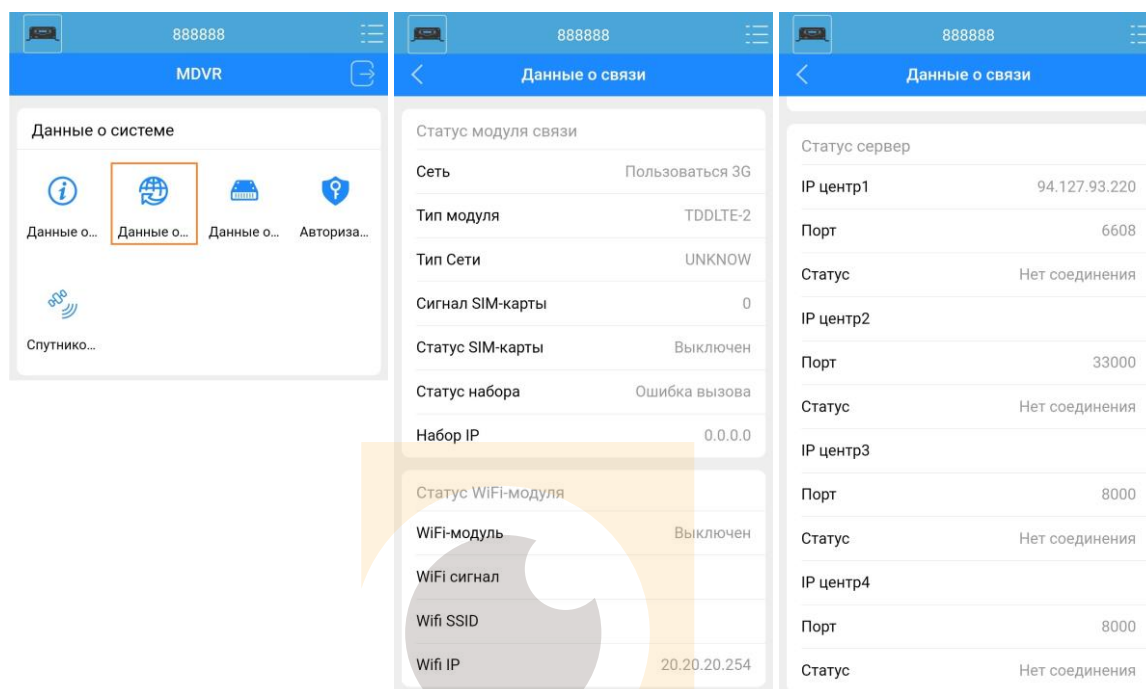 888888
MDVR
Данные о системе
Данные о... Данные о... Данные о... Авториза...
Спутнико...
888888
Данные о связи
Статус модуля связи
Сеть Пользоваться 3G
Тип модуля TDDLTE-2
Тип Сети UNKNOW
Сигнал SIM-карты 0
Статус SIM-карты Выключен
Статус набора Ошибка вызова
Набор IP 0.0.0.0
Статус WiFi-модуля
WiFi-модуль Выключен
WiFi сигнал
Wifi SSID
Wifi IP 20.20.20.254
888888
Данные о связи
Статус сервер
IP центр1 94.127.93.220
Порт 6608
Статус Нет соединения
IP центр2
Порт 33000
Статус Нет соединения
IP центр3
Порт 8000
Статус Нет соединения
IP центр4
Порт 8000
Статус Нет соединения